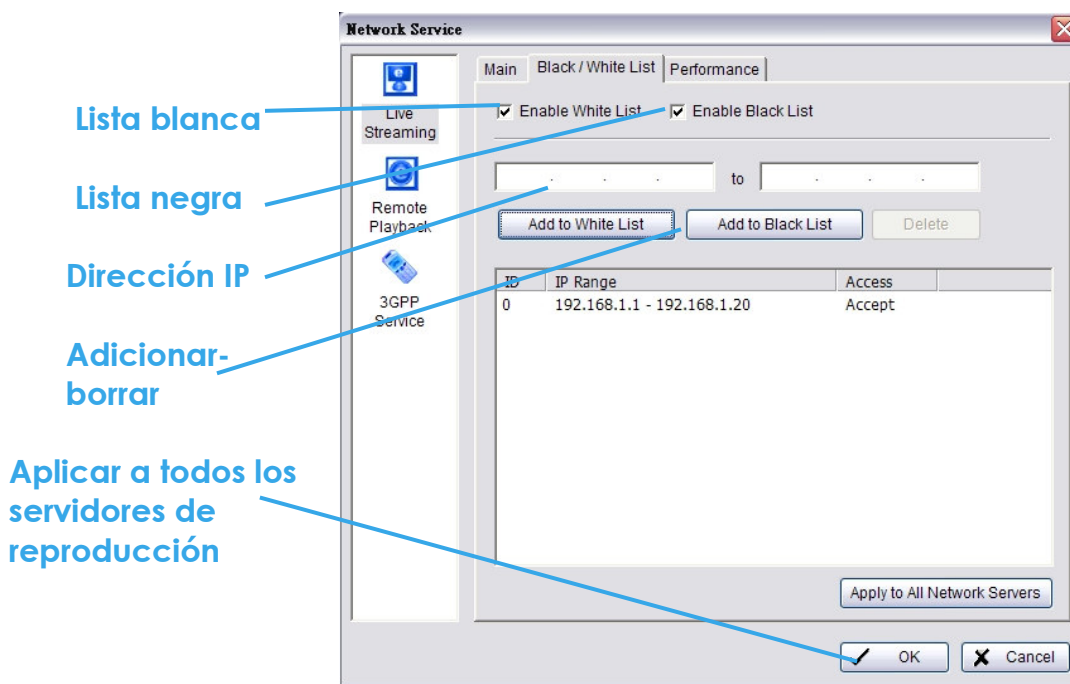 Network Service
Main Black / White List Performance
Live
Streaming
Remote
Playback
3GPP
Service
Lista blanca
Enable White List Enable Black List
Lista negra
to
Add to White List Add to Black List Delete
Dirección IP
ID IP Range Access
0 192.168.1.1 - 192.168.1.20 Accept
Adicionar-
borrar
Aplicar a todos los
servidores de
reproducción
Apply to All Network Servers
OK Cancel